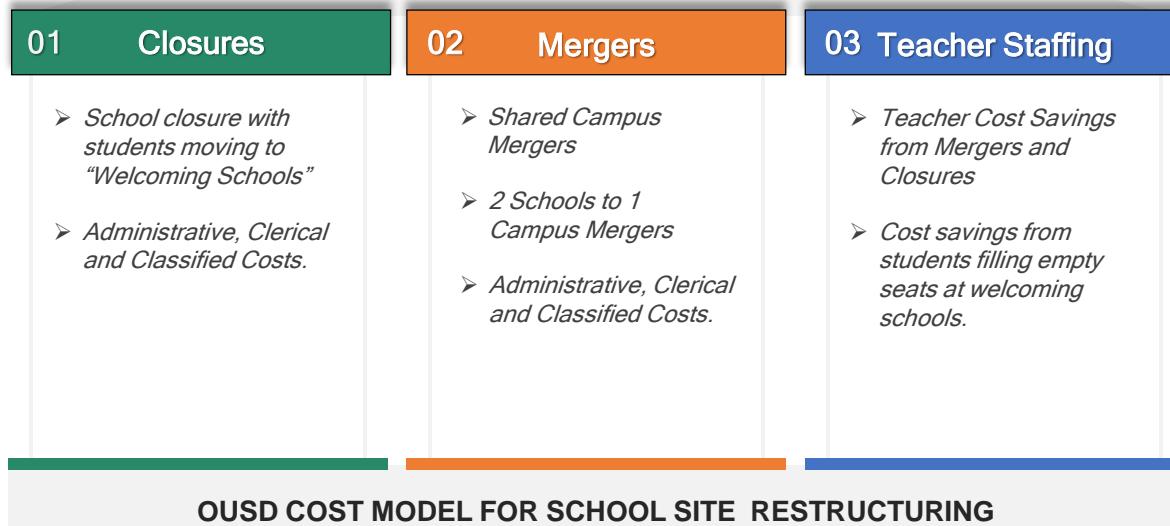 01 Closures
School closure with
students moving to
“Welcoming Schools”
Administrative, Clerical
and Classified Costs.
02 Mergers
Shared Campus
Mergers
2 Schools to 1
Campus Mergers
Administrative, Clerical
and Classified Costs.
03 Teacher Staffing
Teacher Cost Savings
from Mergers and
Closures
Cost savings from
students filling empty
seats at welcoming
schools.
OUSD COST MODEL FOR SCHOOL SITE RESTRUCTURING